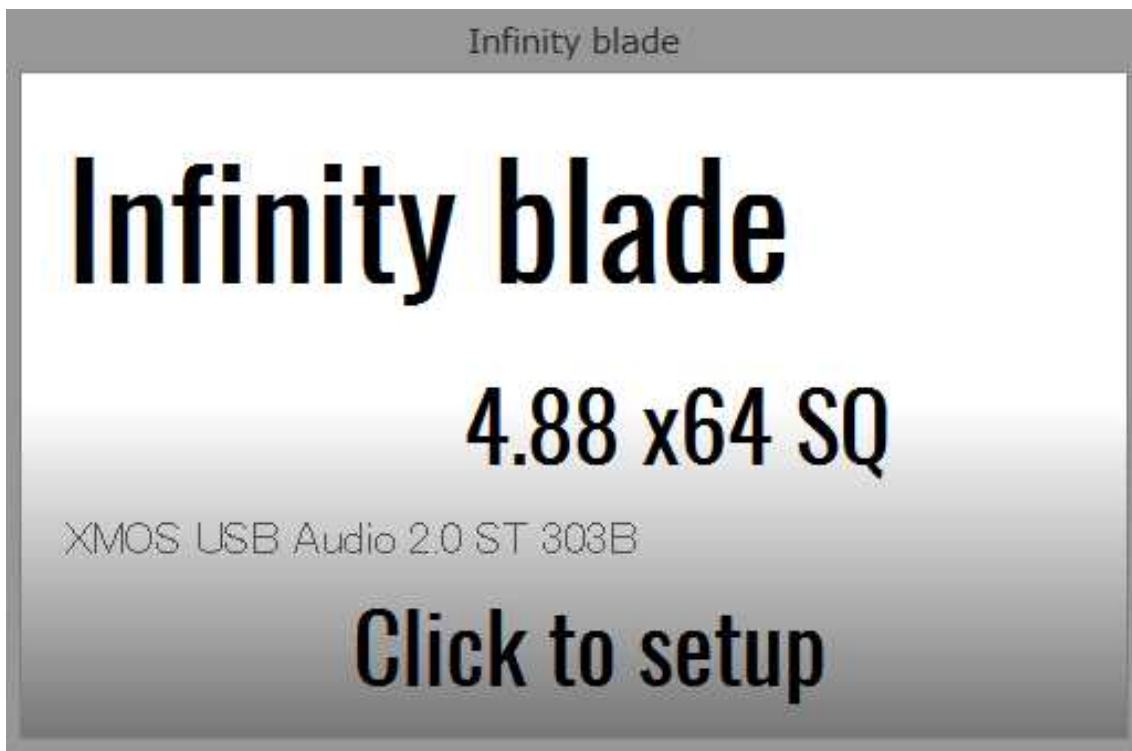 Infinity blade
Infinity blade
4.88 x64 SQ
XMOS USB Audio 2.0 ST 303B
Click to setup